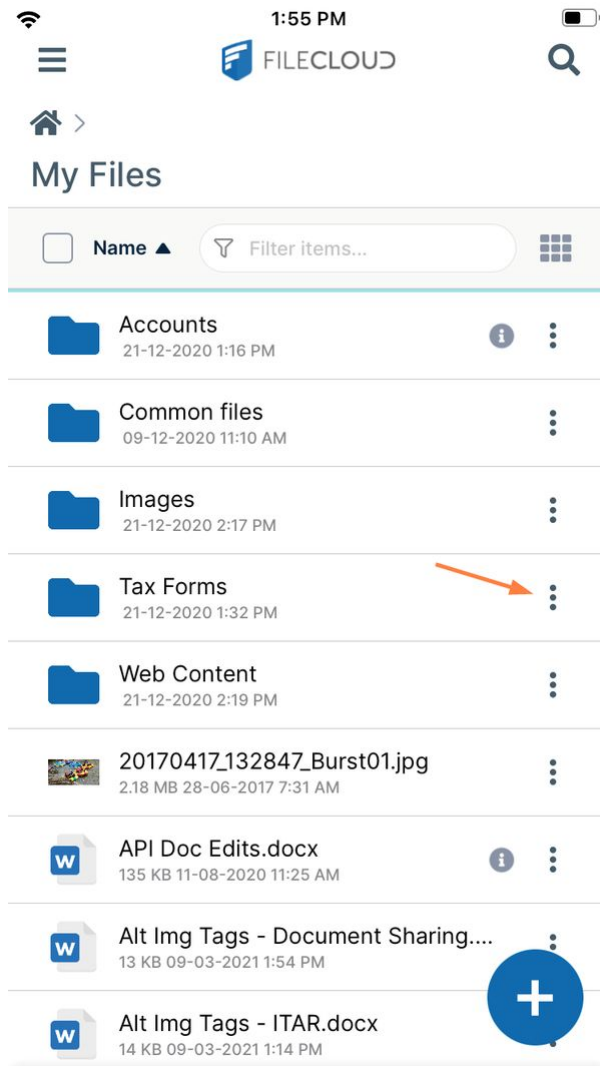 1:55 PM
FILECLOUD
My Files
Name
Filter items...
Accounts
21-12-2020 1:16 PM
Common files
09-12-2020 11:10 AM
Images
21-12-2020 2:17 PM
Tax Forms
21-12-2020 1:32 PM
Web Content
21-12-2020 2:19 PM
20170417_132847_Burst01.jpg
2.18 MB 28-06-2017 7:31 AM
W
API Doc Edits.docx
135 KB 11-08-2020 11:25 AM
W
Alt Img Tags - Document Sharing....
13 KB 09-03-2021 1:54 PM
W
Alt Img Tags - ITAR.docx
14 KB 09-03-2021 1:14 PM